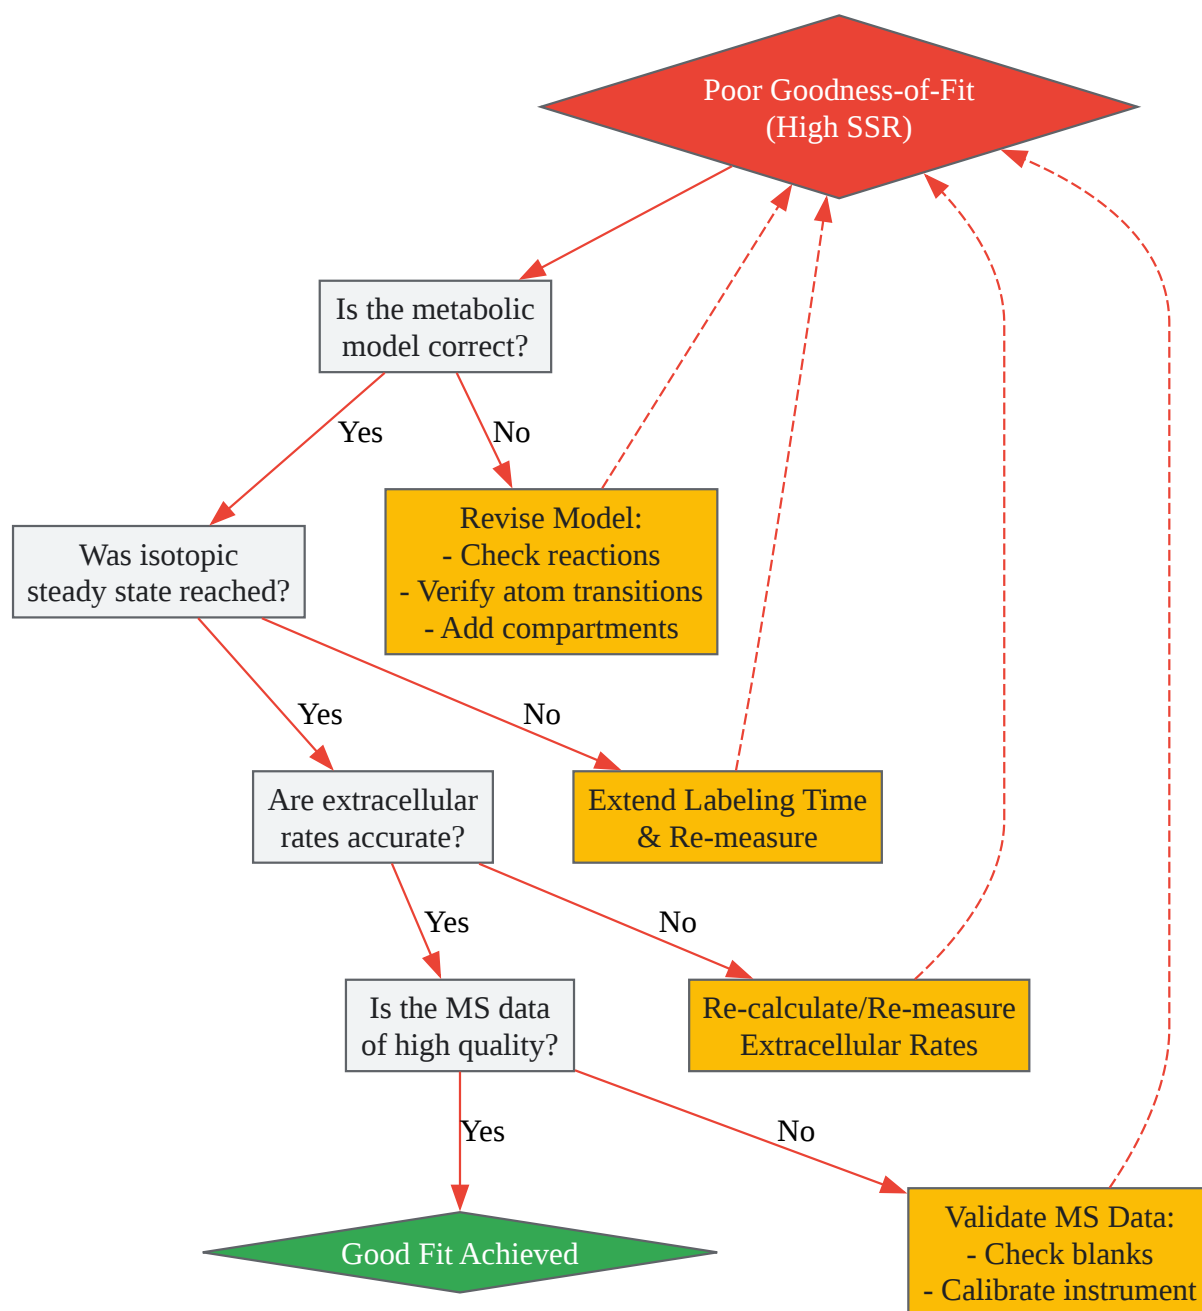 Poor Goodness-of-Fit
(High SSR)
Is the metabolic
model correct?
Yes
No
Revise Model:
- Check reactions
- Verify atom transitions
- Add compartments
Was isotopic
steady state reached?
Yes
No
Extend Labeling Time
& Re-measure
Are extracellular
rates accurate?
Yes
No
Re-calculate/Re-measure
Extracellular Rates
Is the MS data
of high quality?
Yes
No
Validate MS Data:
- Check blanks
- Calibrate instrument
Good Fit Achieved